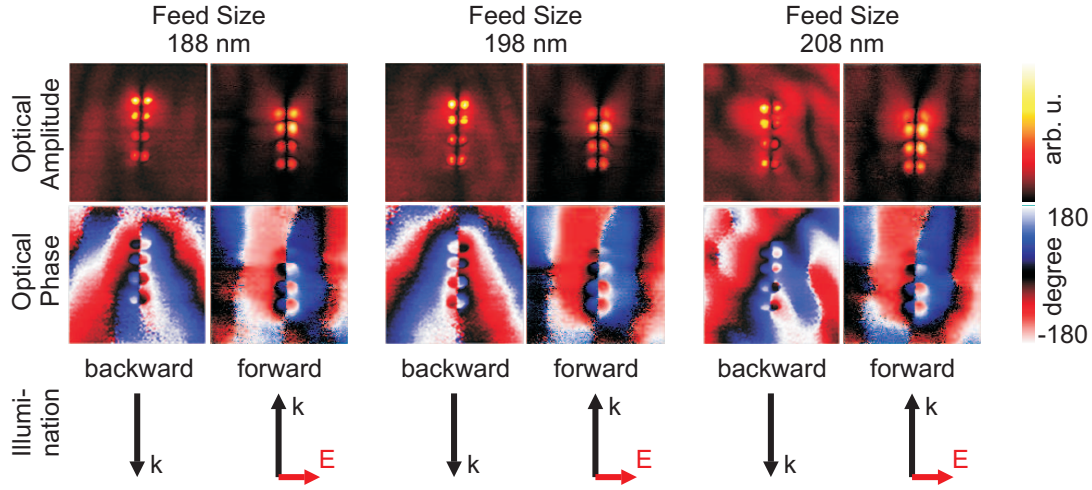 Feed Size
188 nm
Feed Size
198 nm
Feed Size
208 nm
Optical
Amplitude
arb. u.
Optical
Phase
180
degree
-180
backward
forward
backward
forward
backward
forward
Illumi-
nation
k
k
E
k
k
E
k
k
E